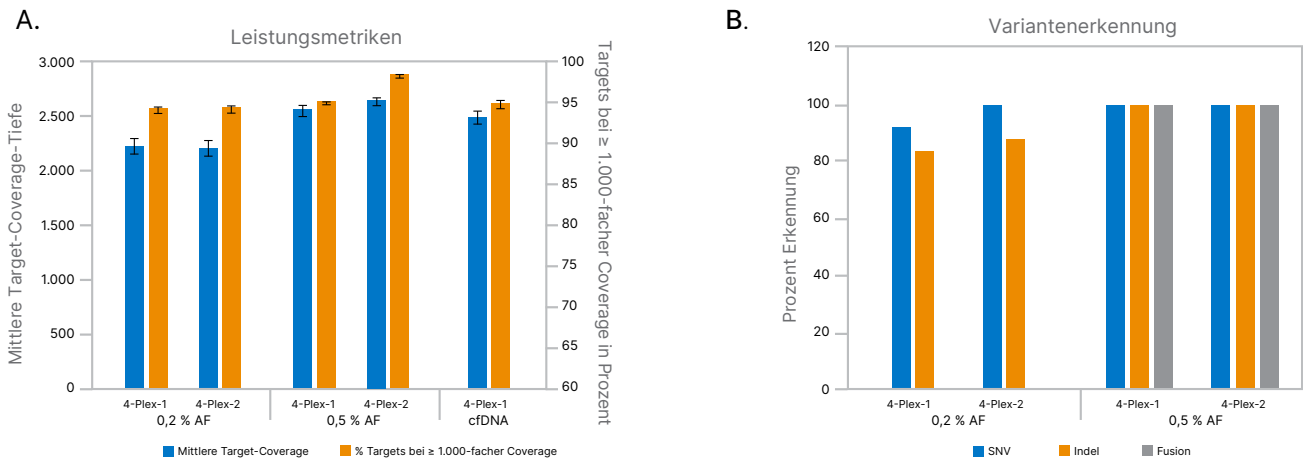 A.
Leistungsmetriken
Mittlere Target-Coverage-Tiefe
3.000
2.500
2.000
1.500
1.000
500
0
100
95
90
85
80
75
70
65
60
Targets bei ≥ 1.000-facher Coverage in Prozent
4-Plex-1 4-Plex-2 4-Plex-1 4-Plex-2 4-Plex-1
0,2 % AF 0,5 % AF cfDNA
Mittlere Target-Coverage % Targets bei ≥ 1.000-facher Coverage
B.
Variantenerkennung
Prozent Erkennung
120
100
80
60
40
20
0
4-Plex-1 4-Plex-2 4-Plex-1 4-Plex-2
0,2 % AF 0,5 % AF
SNV Indel Fusion